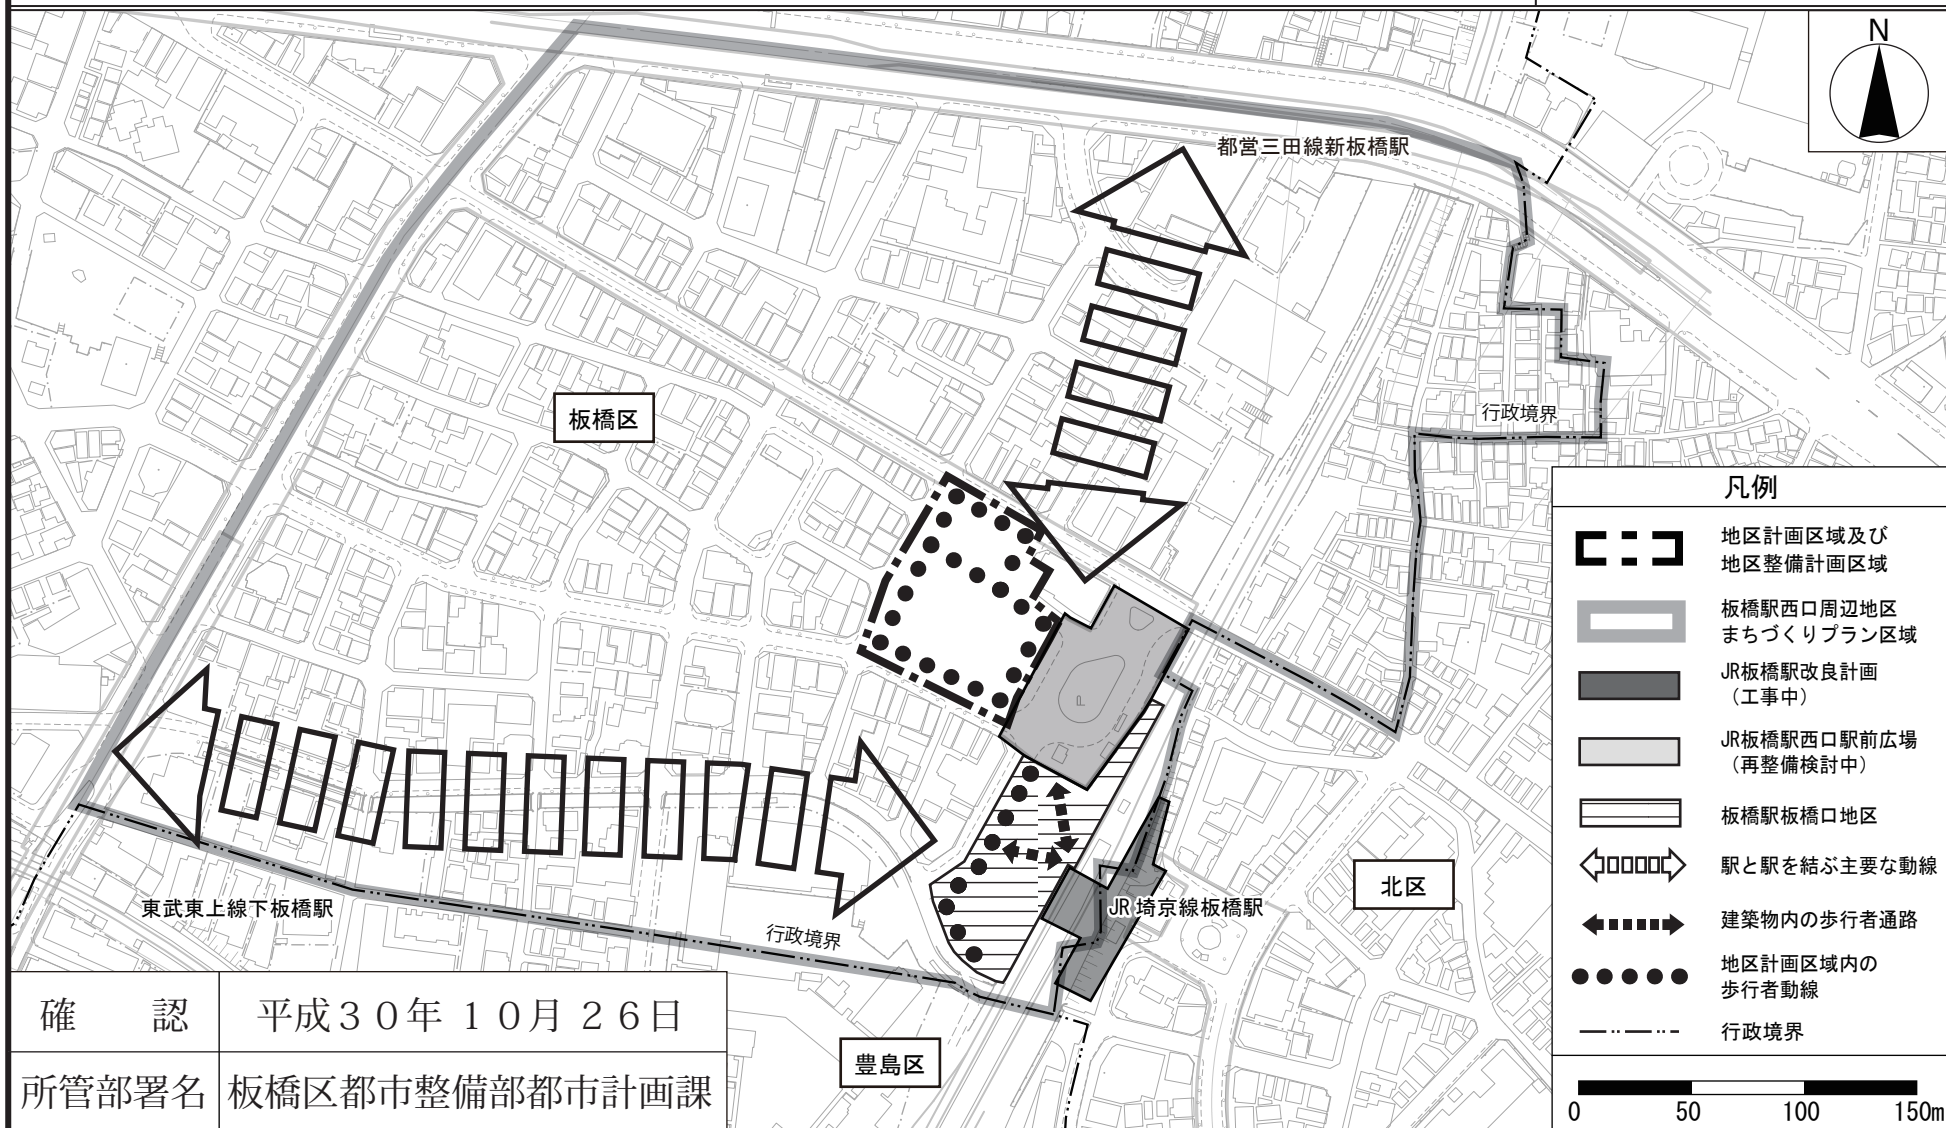 N
都営三田線新板橋駅
板橋区
行政境界
凡例
地区計画区域及び
地区整備計画区域
板橋駅西口周辺地区
まちづくりプラン区域
JR板橋駅改良計画
（工事中）
JR板橋駅西口駅前広場
（再整備検討中）
板橋駅板橋口地区
駅と駅を結ぶ主要な動線
建築物内の歩行者通路
地区計画区域内の
歩行者動線
行政境界
0 50 100 150m
北区
JR 埼京線板橋駅
東武東上線下板橋駅
行政境界
豊島区
確 認 平成３０年 １０月 ２６日
所管部署名 板橋区都市整備部都市計画課